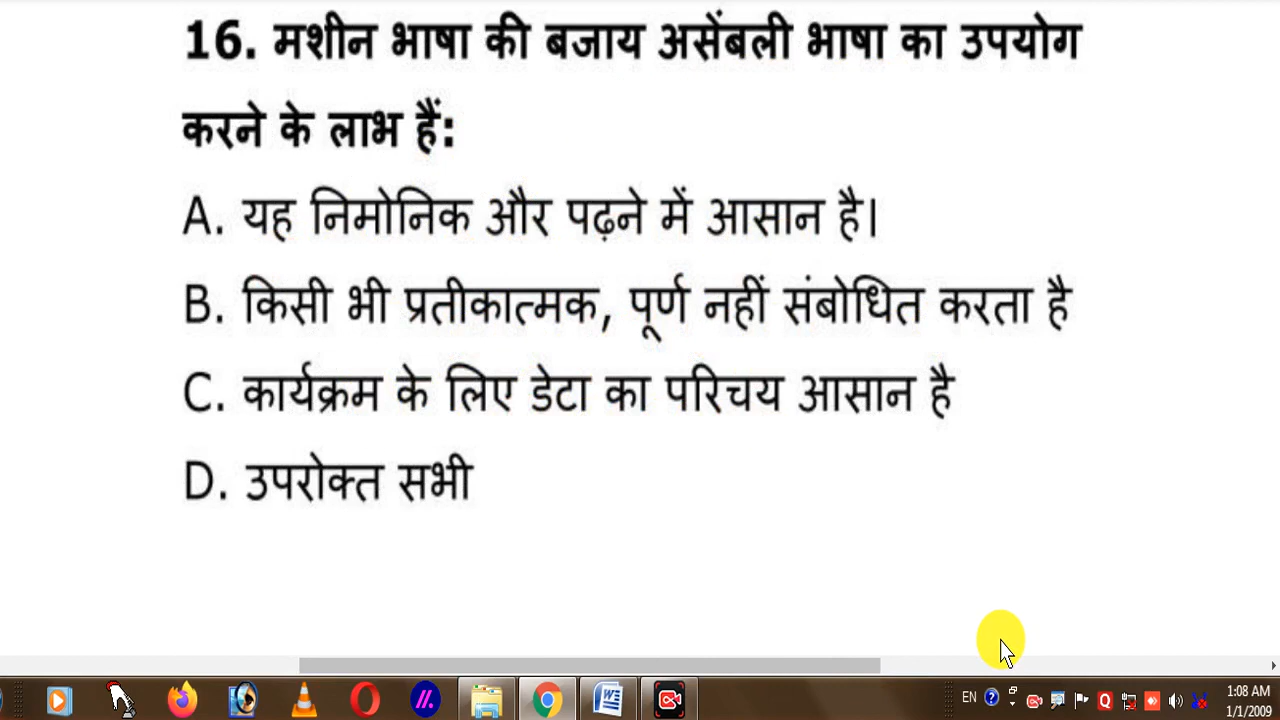 16. मशीन भाषा की बजाय असेंबली भाषा का उपयोग
करने के लाभ हैं:
A. यह निमोनिक और पढ़ने में आसान है।
B. किसी भी प्रतीकात्मक, पूर्ण नहीं संबोधित करता है
C. कार्यक्रम के लिए डेटा का परिचय आसान है
D. उपरोक्त सभी
EN
1:08 AM
1/1/2009